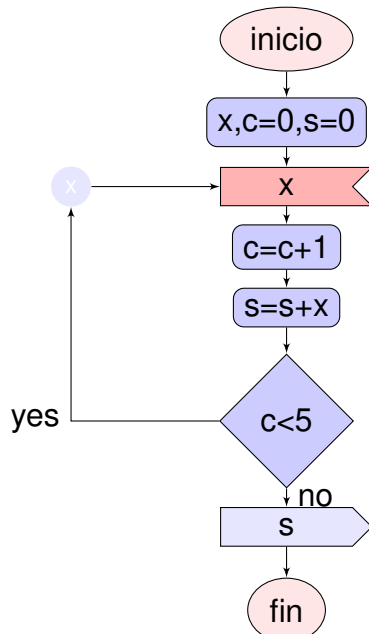 inicio
x,c=0,s=0
x
x
c=c+1
s=s+x
yes
c<5
no
s
fin